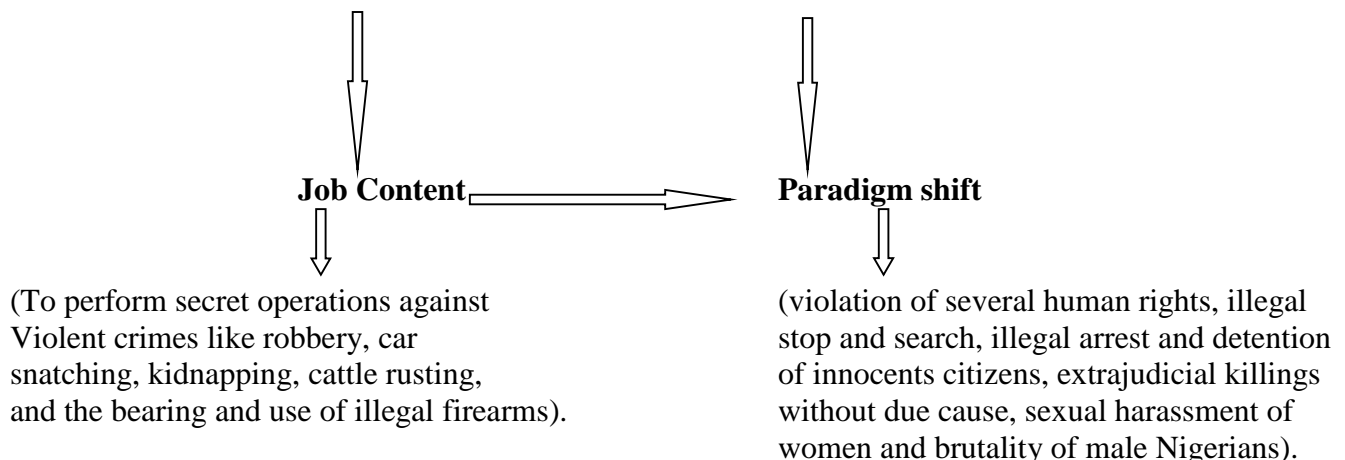 Job Content
Paradigm shift
(To perform secret operations against
Violent crimes like robbery, car
snatching, kidnapping, cattle rusting,
and the bearing and use of illegal firearms).
(violation of several human rights, illegal
stop and search, illegal arrest and detention
of innocents citizens, extrajudicial killings
without due cause, sexual harassment of
women and brutality of male Nigerians).